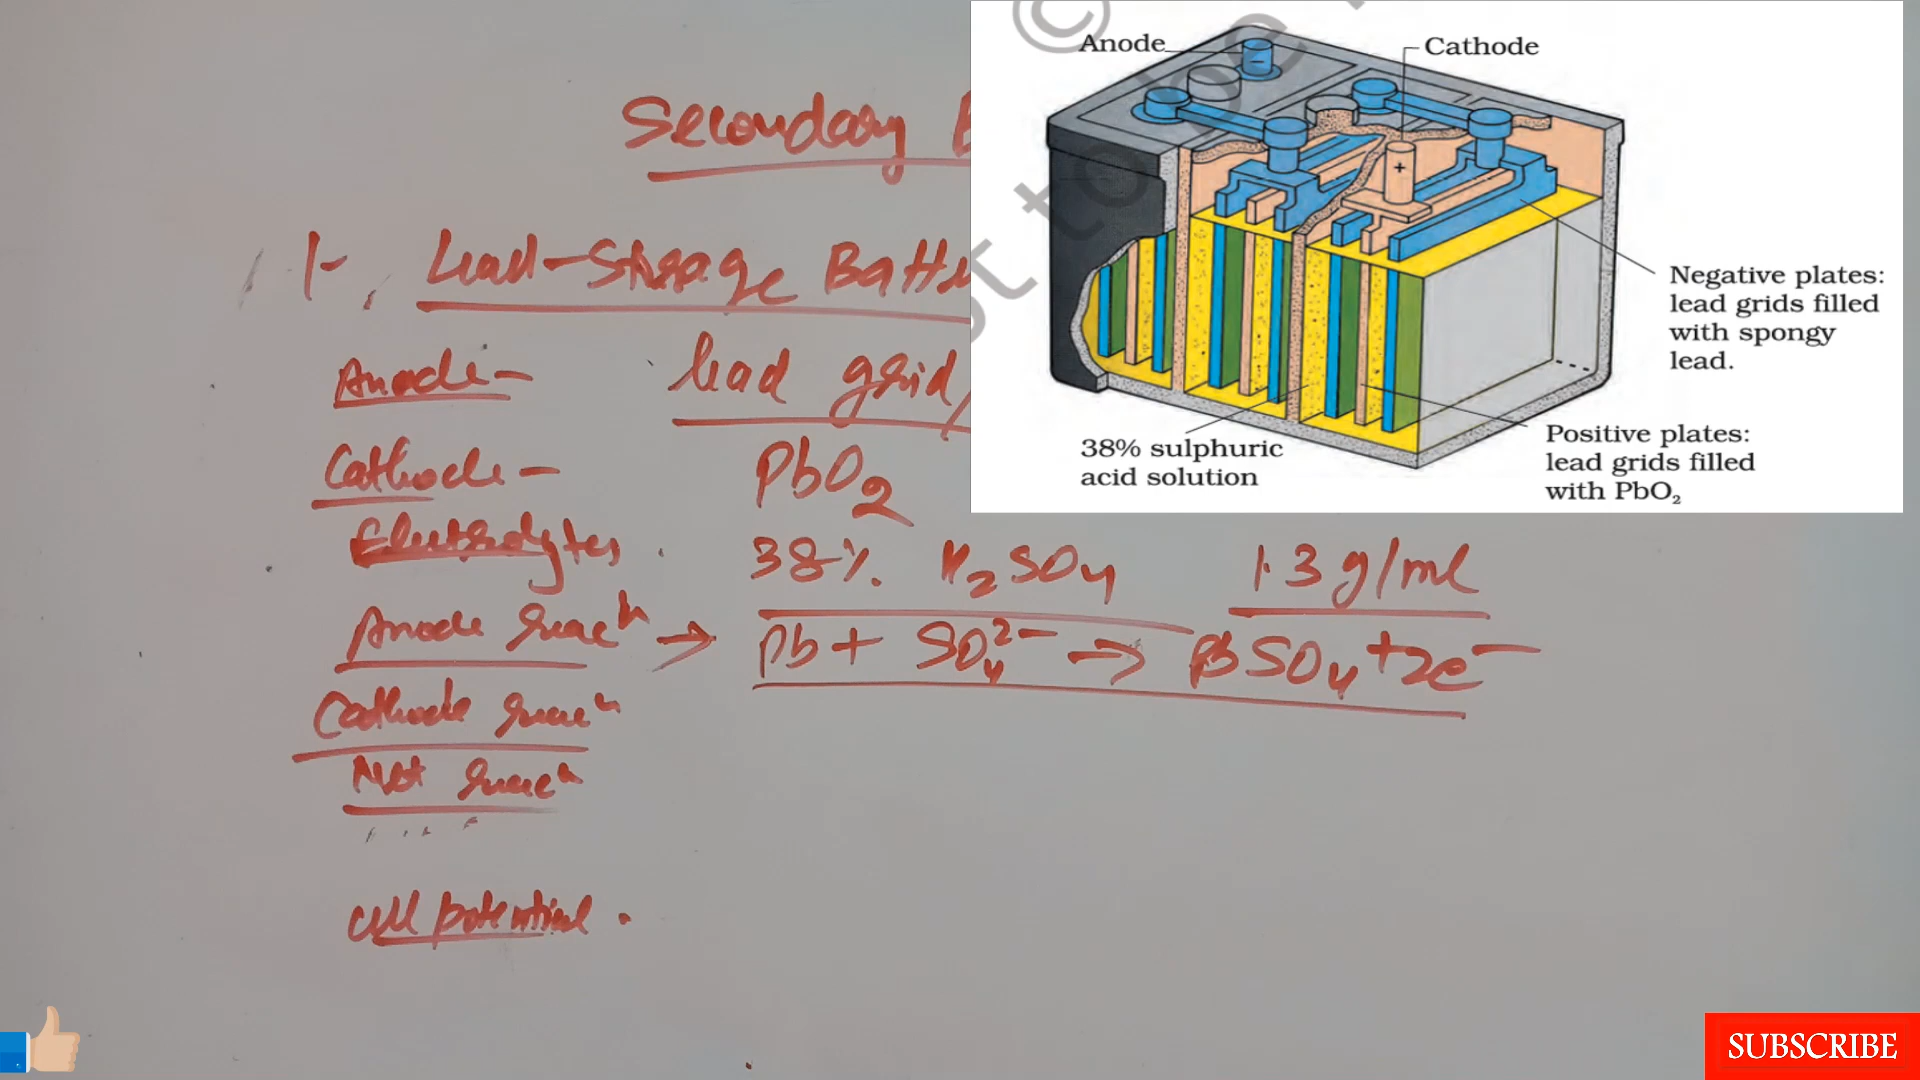 Secondary B
1-, Lead-Storage Batte
Anode- lead grid/
Cathode- PbO2
Electrolytes. 38% H2SO4 1.3 g/ml
Anode reacn → Pb + SO4^2- → PbSO4 + 2e-
Cathode reacn
Net reacn
cell potential.
©
Anode
Cathode
Negative plates:
lead grids filled
with spongy
lead.
38% sulphuric
acid solution
Positive plates:
lead grids filled
with PbO₂
SUBSCRIBE